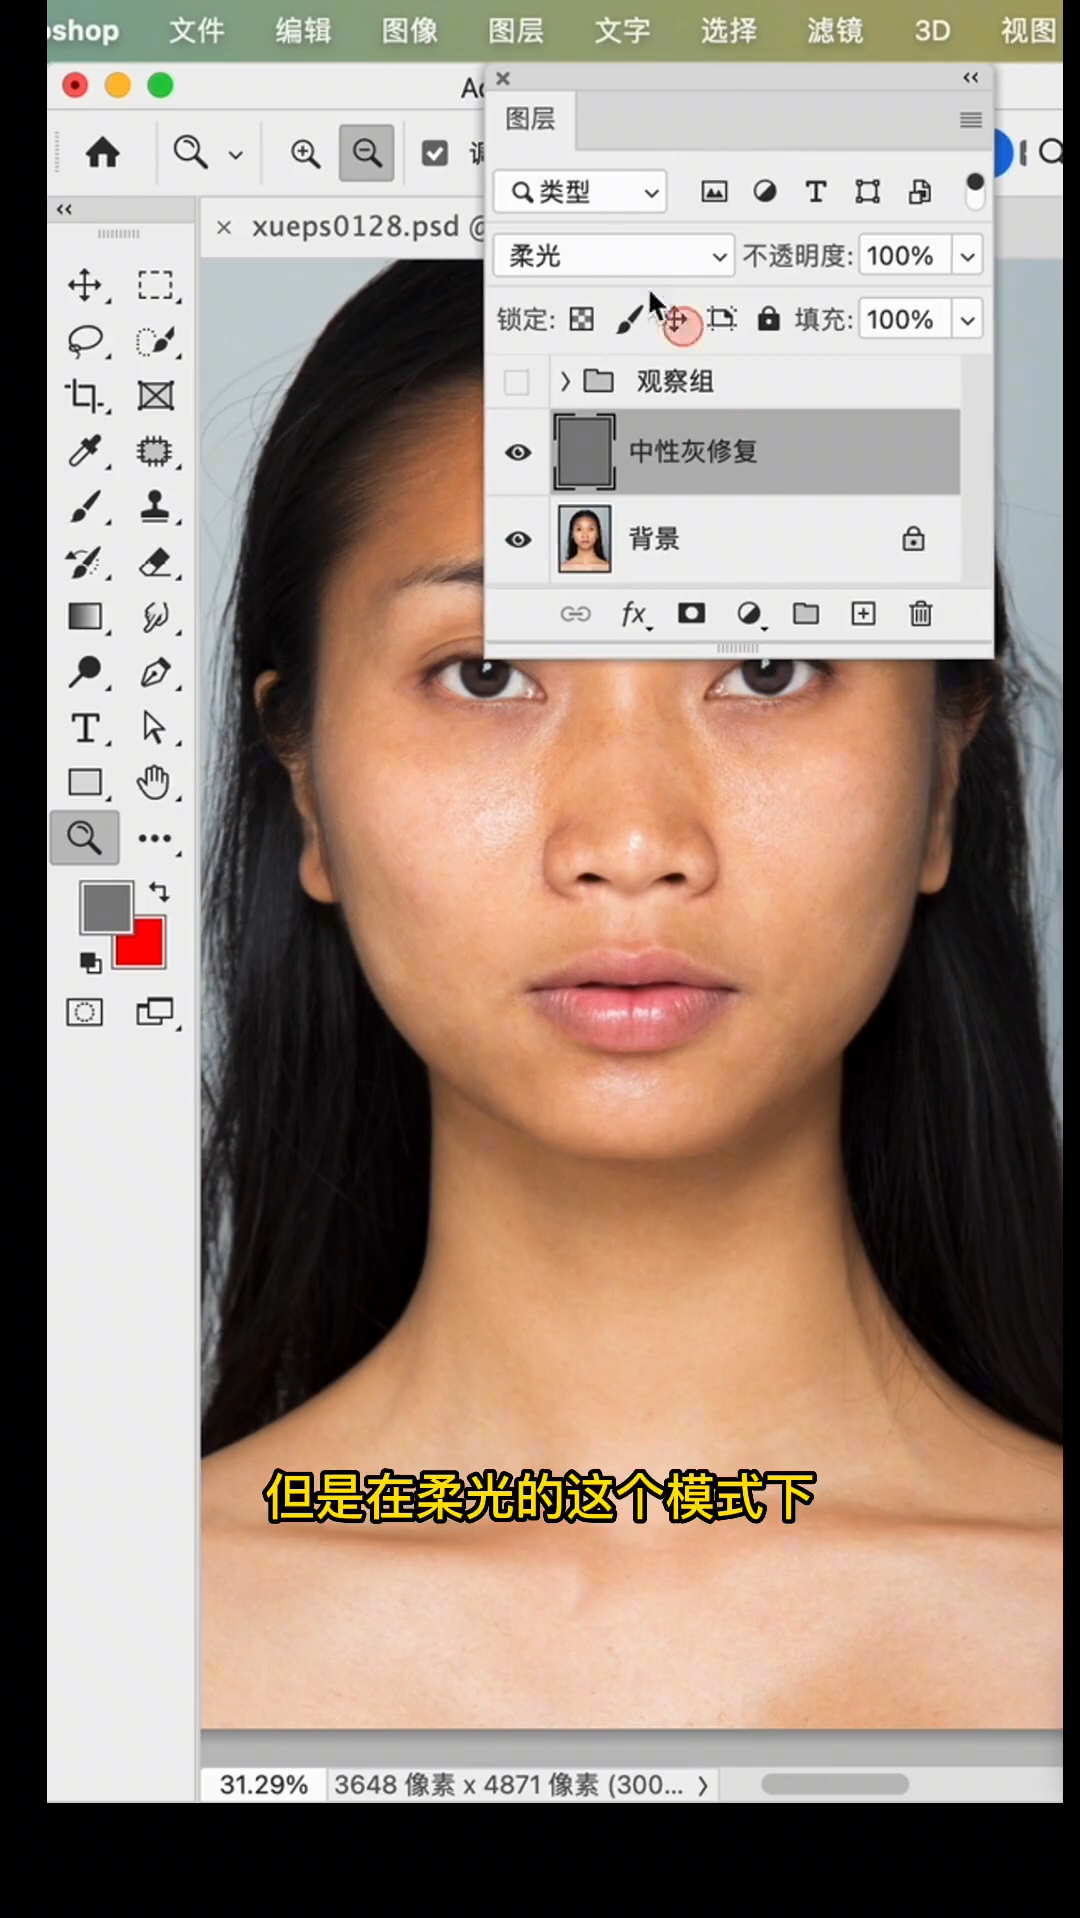 oshop 文件 编辑 图像 图层 文字 选择 滤镜 3D 视图
图层
类型
xueps0128.psd @
柔光 不透明度: 100%
锁定: 填充: 100%
观察组
中性灰修复
背景
fx
但是在柔光的这个模式下
31.29% 3648 像素 x 4871 像素 (300...